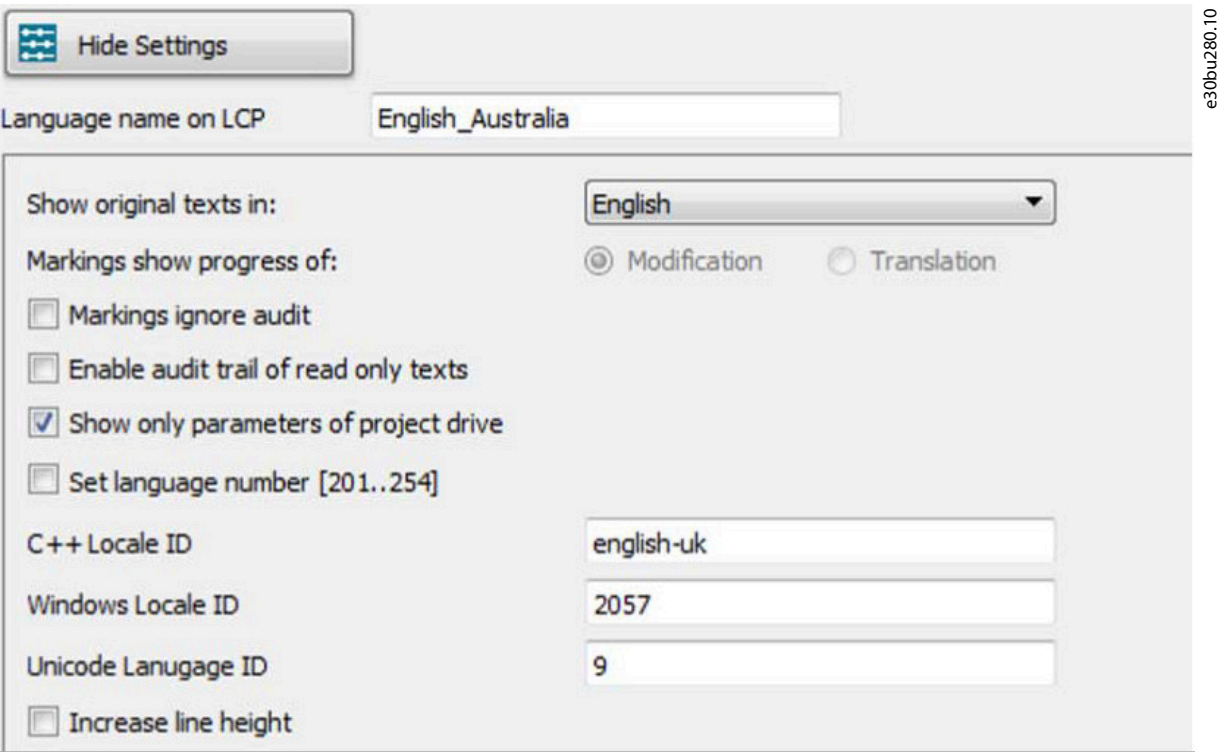 Hide Settings
e30bu280.10
Language name on LCP English_Australia
Show original texts in: English
Markings show progress of: Modification Translation
Markings ignore audit
Enable audit trail of read only texts
Show only parameters of project drive
Set language number [201..254]
C++ Locale ID english-uk
Windows Locale ID 2057
Unicode Lanugage ID 9
Increase line height